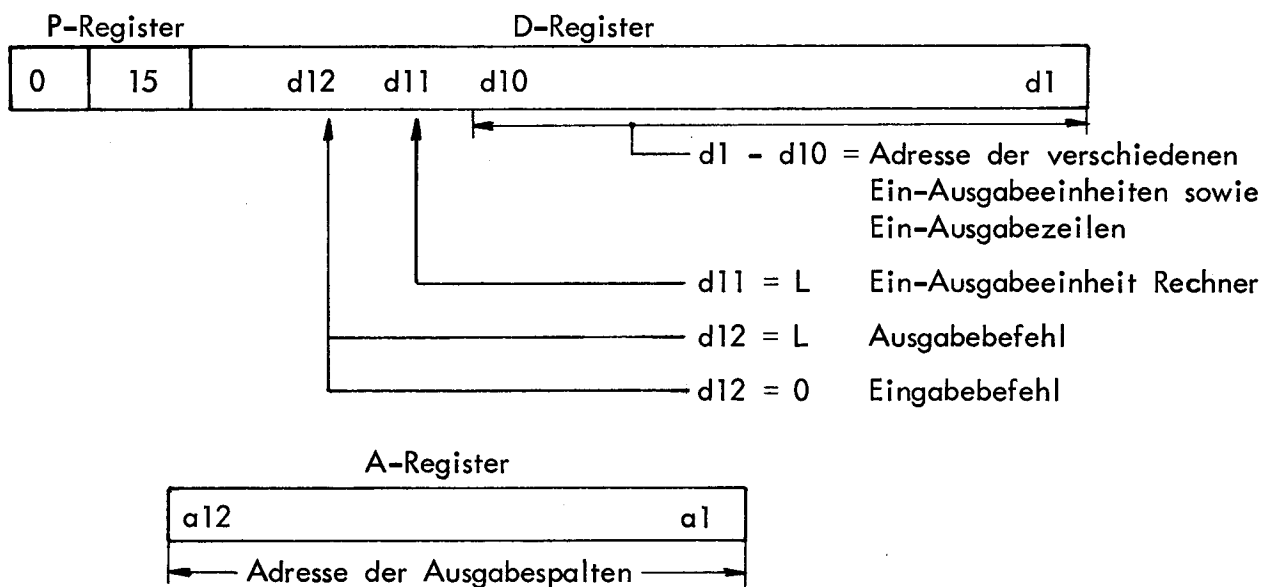 P-Register D-Register
0 15 d12 d11 d10 d1
d1 - d10 = Adresse der verschiedenen
Ein-Ausgabeeinheiten sowie
Ein-Ausgabezeilen
d11 = L Ein-Ausgabeeinheit Rechner
d12 = L Ausgabebefehl
d12 = 0 Eingabebefehl
A-Register
a12 a1
Adresse der Ausgabespalten